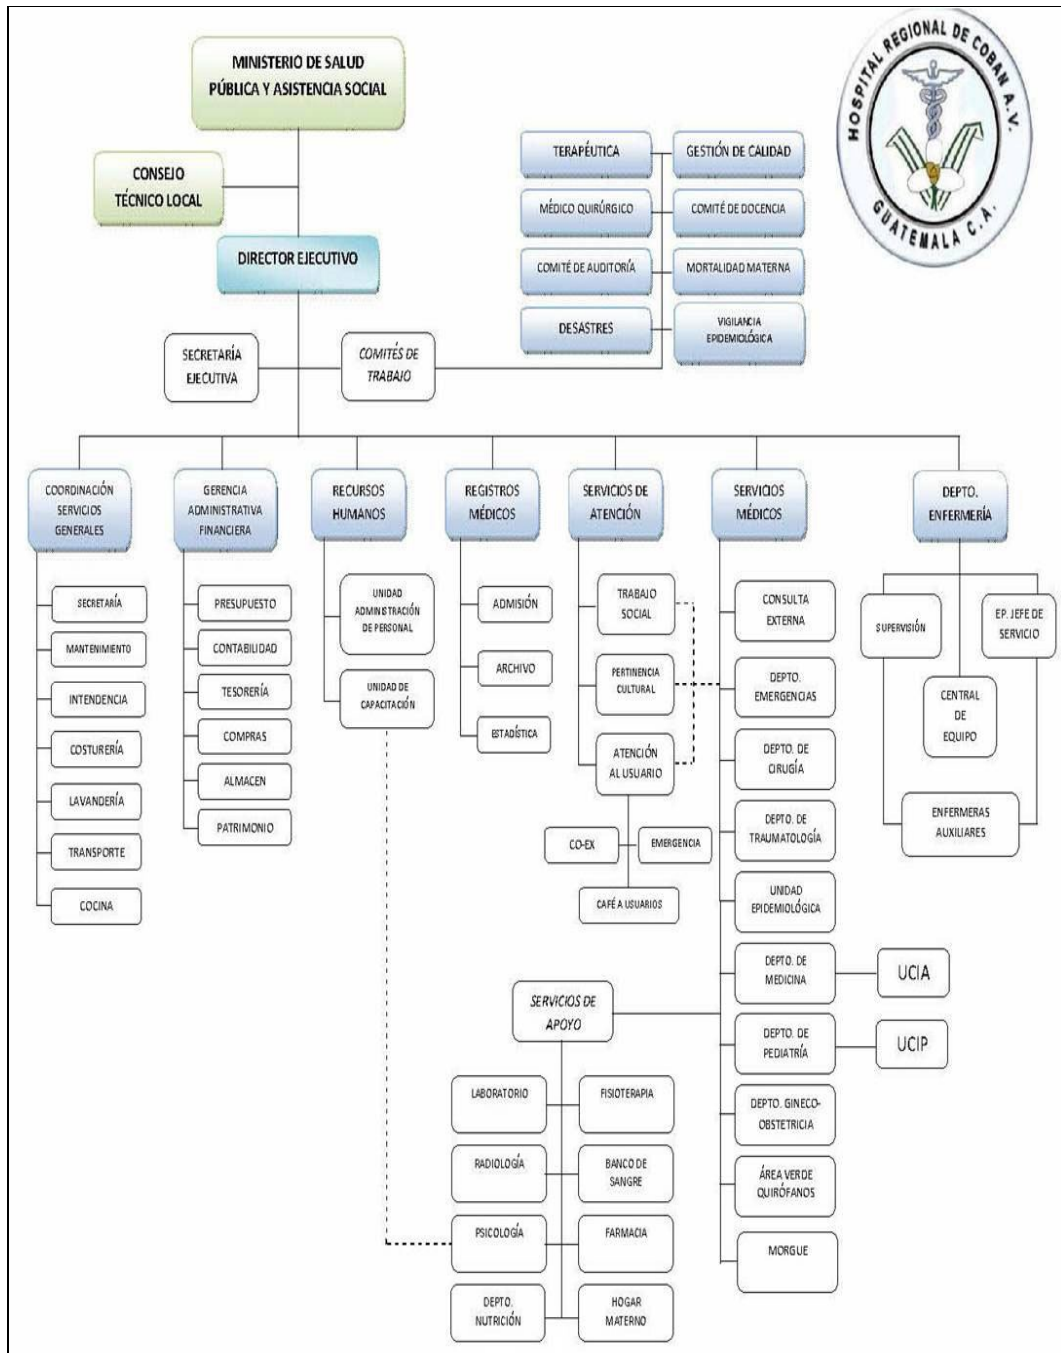 MINISTERIO DE SALUD
PÚBLICA Y ASISTENCIA SOCIAL
HOSPITAL REGIONAL DE COBAN A.V.
GUATEMALA C.A.
CONSEJO
TÉCNICO LOCAL
DIRECTOR EJECUTIVO
TERAPÉUTICA
GESTIÓN DE CALIDAD
MÉDICO QUIRÚRGICO
COMITÉ DE DOCENCIA
COMITÉ DE AUDITORÍA
MORTALIDAD MATERNA
DESASTRES
VIGILANCIA
EPIDEMIOLÓGICA
SECRETARÍA
EJECUTIVA
COMITÉS DE
TRABAJO
COORDINACIÓN
SERVICIOS
GENERALES
GERENCIA
ADMINISTRATIVA
FINANCIERA
RECURSOS
HUMANOS
REGISTROS
MÉDICOS
SERVICIOS DE
ATENCIÓN
SERVICIOS
MÉDICOS
DEPTO.
ENFERMERÍA
SECRETARÍA
MANTENIMIENTO
INTENDENCIA
COSTURERÍA
LAVANDERÍA
TRANSPORTE
COCINA
PRESUPUESTO
CONTABILIDAD
TESORERÍA
COMPRAS
ALMACEN
PATRIMONIO
UNIDAD
ADMINISTRACIÓN
DE PERSONAL
UNIDAD DE
CAPACITACIÓN
ADMISIÓN
ARCHIVO
ESTADÍSTICA
TRABAJO
SOCIAL
PERTINENCIA
CULTURAL
ATENCIÓN
AL USUARIO
CO-EX
EMERGENCIA
CAFÉ A USUARIOS
CONSULTA
EXTERNA
DEPTO.
EMERGENCIAS
DEPTO. DE
CIRUGÍA
DEPTO. DE
TRAUMATOLOGÍA
UNIDAD
EPIDEMIOLÓGICA
DEPTO. DE
MEDICINA
UCIA
DEPTO. DE
PEDIATRÍA
UCIP
DEPTO. GINECO-
OBSTETRICIA
ÁREA VERDE
QUIRÓFANOS
MORGUE
SUPERVISIÓN
EP. JEFE DE
SERVICIO
CENTRAL
DE
EQUIPO
ENFERMERAS
AUXILIARES
SERVICIOS DE
APOYO
LABORATORIO
FISIOTERAPIA
RADIOLOGÍA
BANCO DE
SANGRE
PSICOLOGÍA
FARMACIA
DEPTO.
NUTRICIÓN
HOGAR
MATERNO